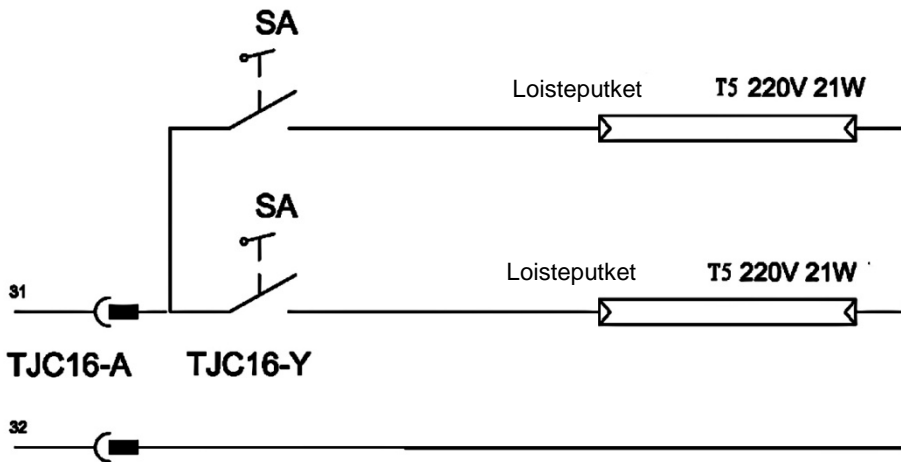 SA
Loisteputket T5 220V 21W
SA
Loisteputket T5 220V 21W
31
TJC16-A TJC16-Y
32